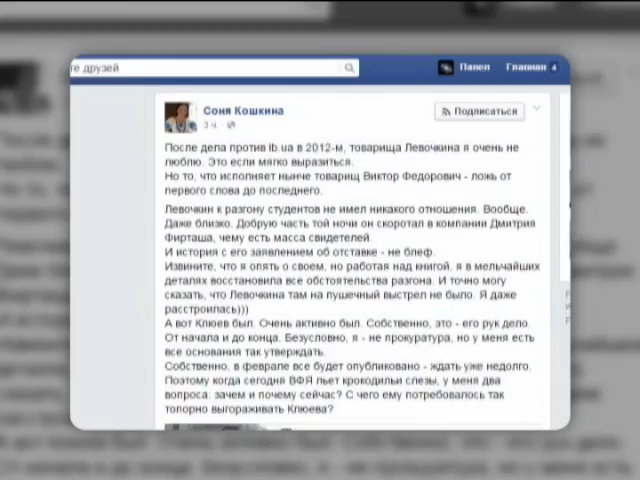 те друзей
Павел Главная 4
Соня Кошкина
3 ч.
Подписаться
После дела против lb.ua в 2012-м, товарища Левочкина я очень не
люблю. Это если мягко выразиться.
Но то, что исполняет нынче товарищ Виктор Федорович - ложь от
первого слова до последнего.
Левочкин к разгону студентов не имел никакого отношения. Вообще.
Даже близко. Добрую часть той ночи он скоротал в компании Дмитрия
Фирташа, чему есть масса свидетелей.
И история с его заявлением об отставке - не блеф.
Извините, что я опять о своем, но работая над книгой, я в мельчайших
деталях восстановила все обстоятельства разгона. И точно могу
сказать, что Левочкина там на пушечный выстрел не было. Я даже
расстроилась)))
А вот Клюев был. Очень активно был. Собственно, это - его рук дело.
От начала и до конца. Безусловно, я - не прокуратура, но у меня есть
все основания так утверждать.
Собственно, в феврале все будет опубликовано - ждать уже недолго.
Поэтому когда сегодня ВФЯ льет крокодильи слезы, у меня два
вопроса: зачем и почему сейчас? С чего ему потребовалось так
топорно выгораживать Клюева?